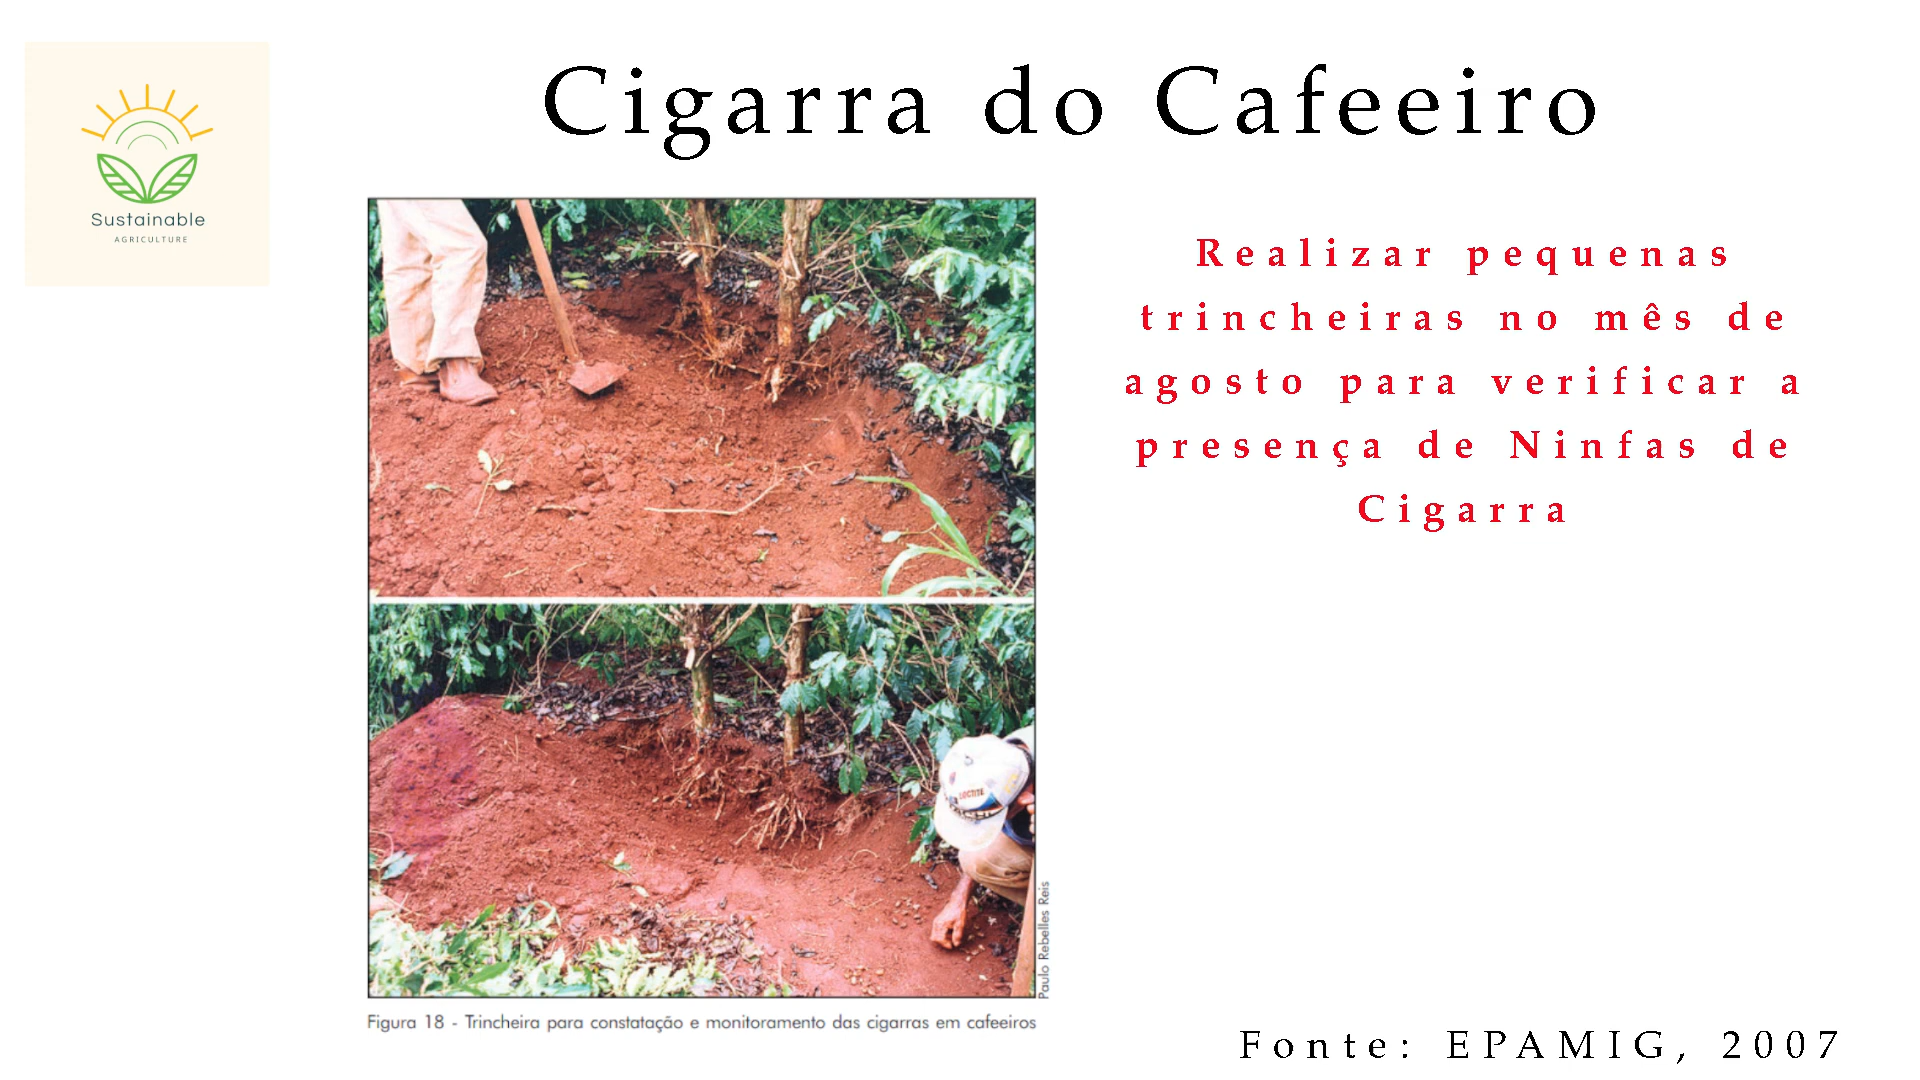 Sustainable
AGRICULTURE
Cigarra do Cafeeiro
Realizar pequenas
trincheiras no mês de
agosto para verificar a
presença de Ninfas de
Cigarra
LOCTITE
Paulo Rebelles Reis
Figura 18 - Trincheira para constatação e monitoramento das cigarras em cafeeiros
Fonte: EPAMIG, 2007